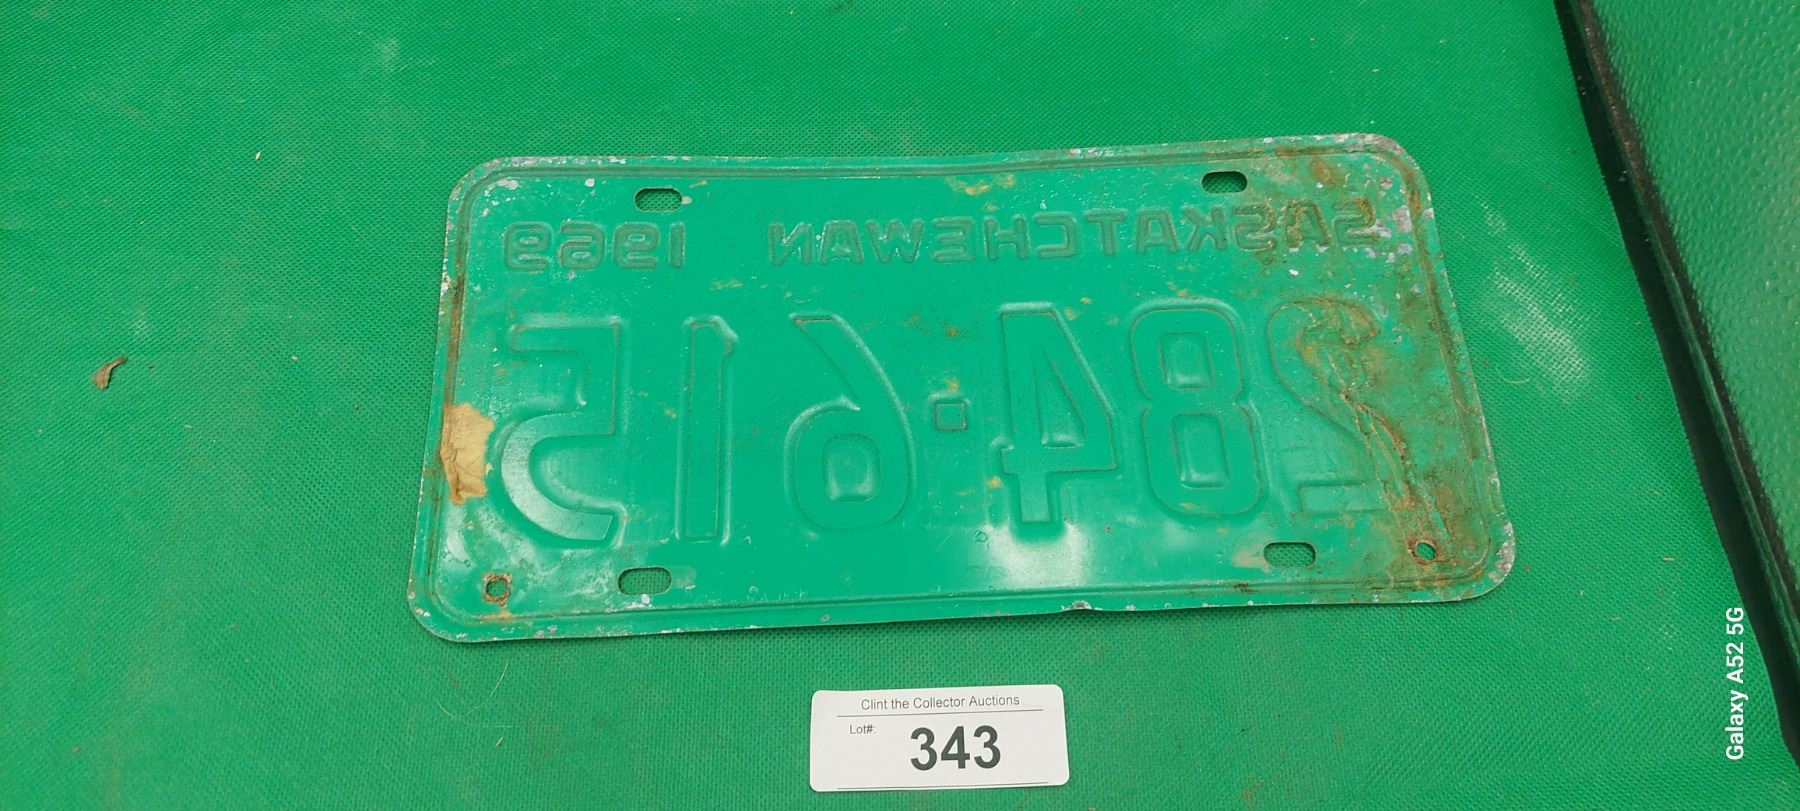 SASKATCHEWAN 1969
284·615
Clint the Collector Auctions
Lot#:
343
Galaxy A52 5G